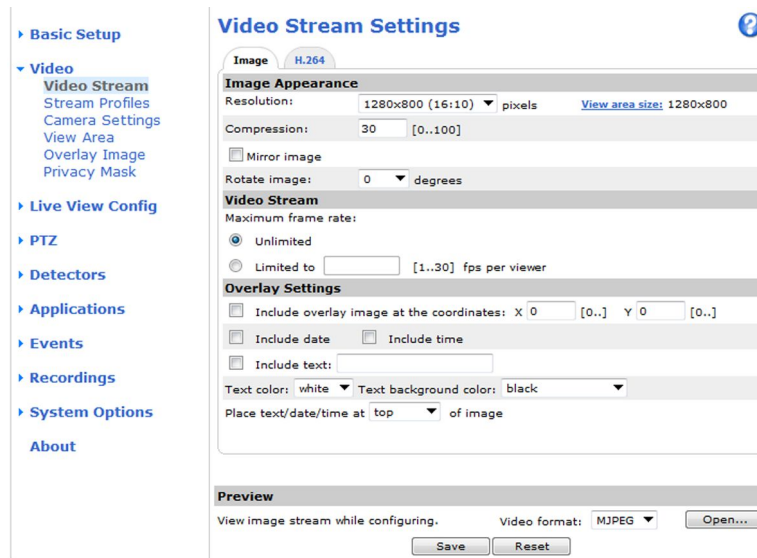 Basic Setup
Video
Video Stream
Stream Profiles
Camera Settings
View Area
Overlay Image
Privacy Mask
Live View Config
PTZ
Detectors
Applications
Events
Recordings
System Options
About
Video Stream Settings
?
Image H.264
Image Appearance
Resolution: 1280x800 (16:10) pixels View area size: 1280x800
Compression: 30 [0..100]
Mirror image
Rotate image: 0 degrees
Video Stream
Maximum frame rate:
Unlimited
Limited to [1..30] fps per viewer
Overlay Settings
Include overlay image at the coordinates: X 0 [0..] Y 0 [0..]
Include date Include time
Include text:
Text color: white Text background color: black
Place text/date/time at top of image
Preview
View image stream while configuring. Video format: MJPEG Open...
Save Reset